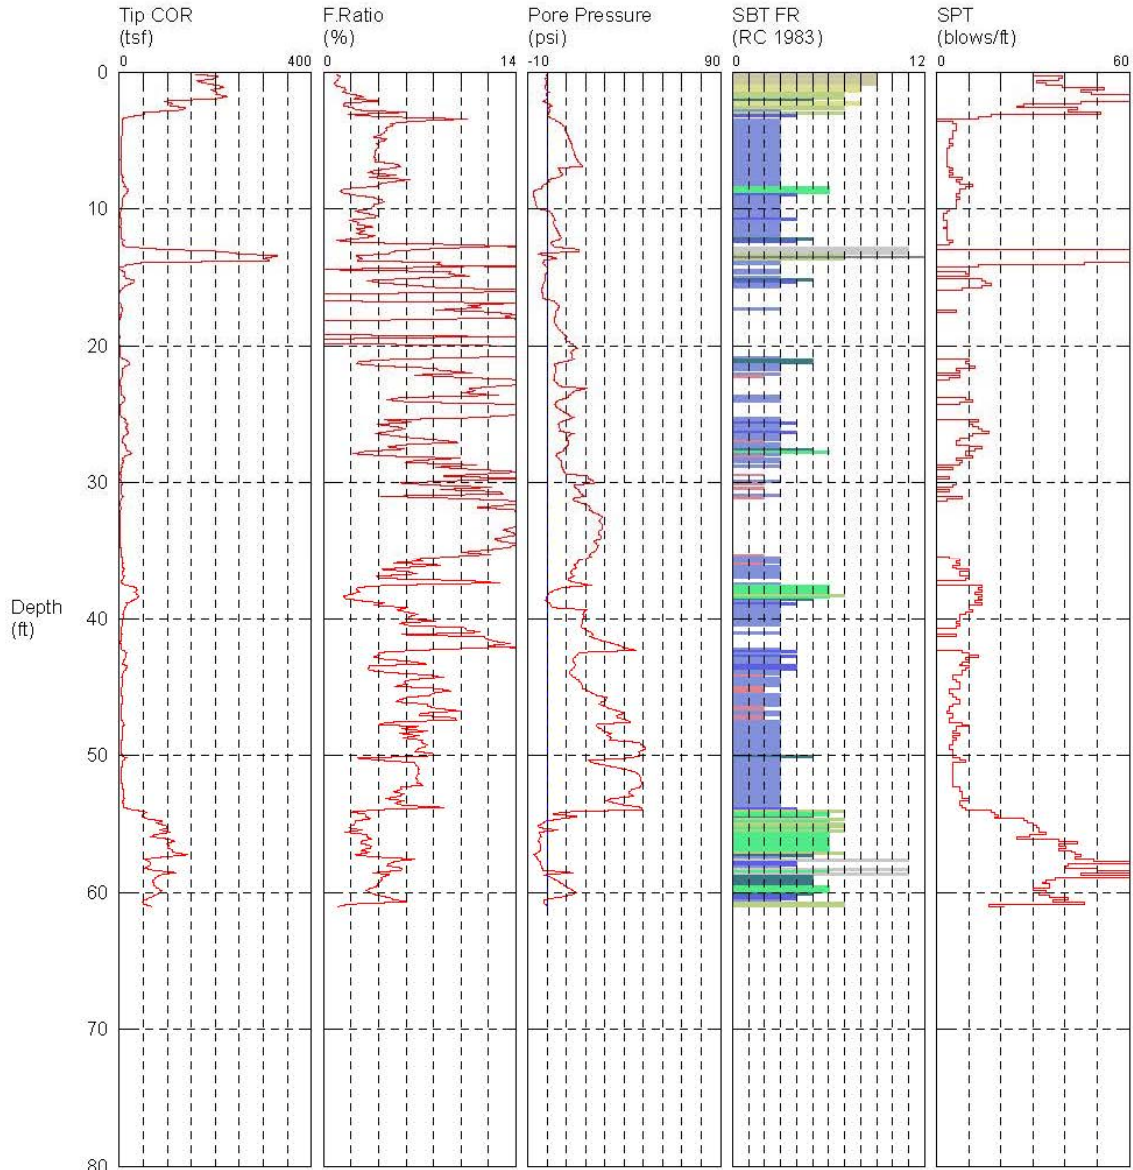 Tip COR F.Ratio Pore Pressure SBT FR SPT
(tsf) (%) (psi) (RC 1983) (blows/ft)
0 400 0 14 -10 90 0 12 0 60
0
10
20
30
40
Depth
(ft)
50
60
70
80